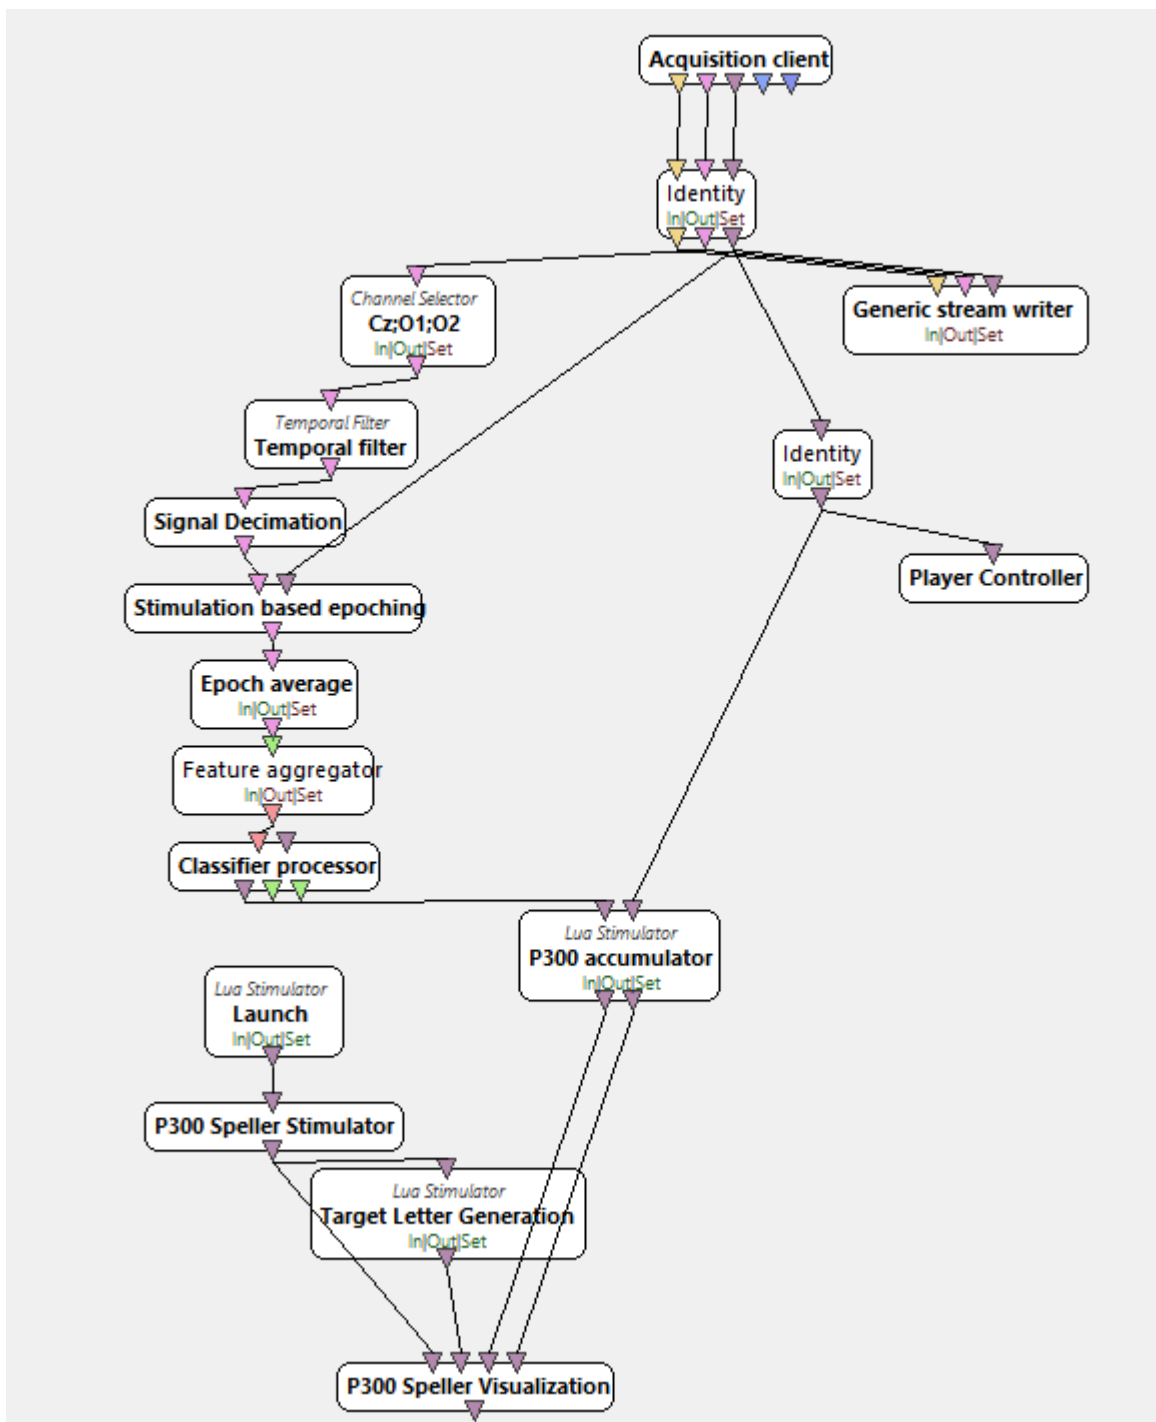 Acquisition client
Identity
In|Out|Set
Channel Selector
Cz;O1;O2
In|Out|Set
Generic stream writer
In|Out|Set
Temporal Filter
Temporal filter
Identity
In|Out|Set
Signal Decimation
Player Controller
Stimulation based epoching
Epoch average
In|Out|Set
Feature aggregator
In|Out|Set
Classifier processor
Lua Stimulator
P300 accumulator
In|Out|Set
Lua Stimulator
Launch
In|Out|Set
P300 Speller Stimulator
Lua Stimulator
Target Letter Generation
In|Out|Set
P300 Speller Visualization